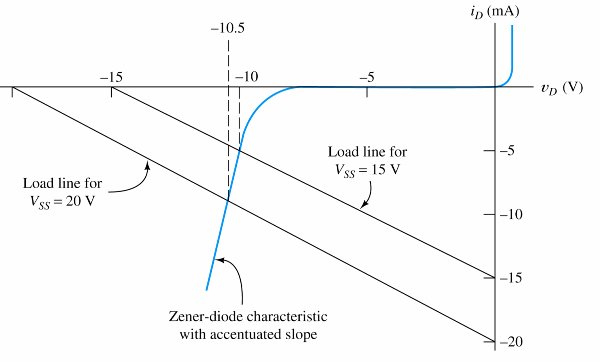 i_D (mA)
−10.5
−15
−10
−5
v_D (V)
−5
Load line for
V_SS = 15 V
Load line for
V_SS = 20 V
−10
−15
Zener-diode characteristic
with accentuated slope
−20